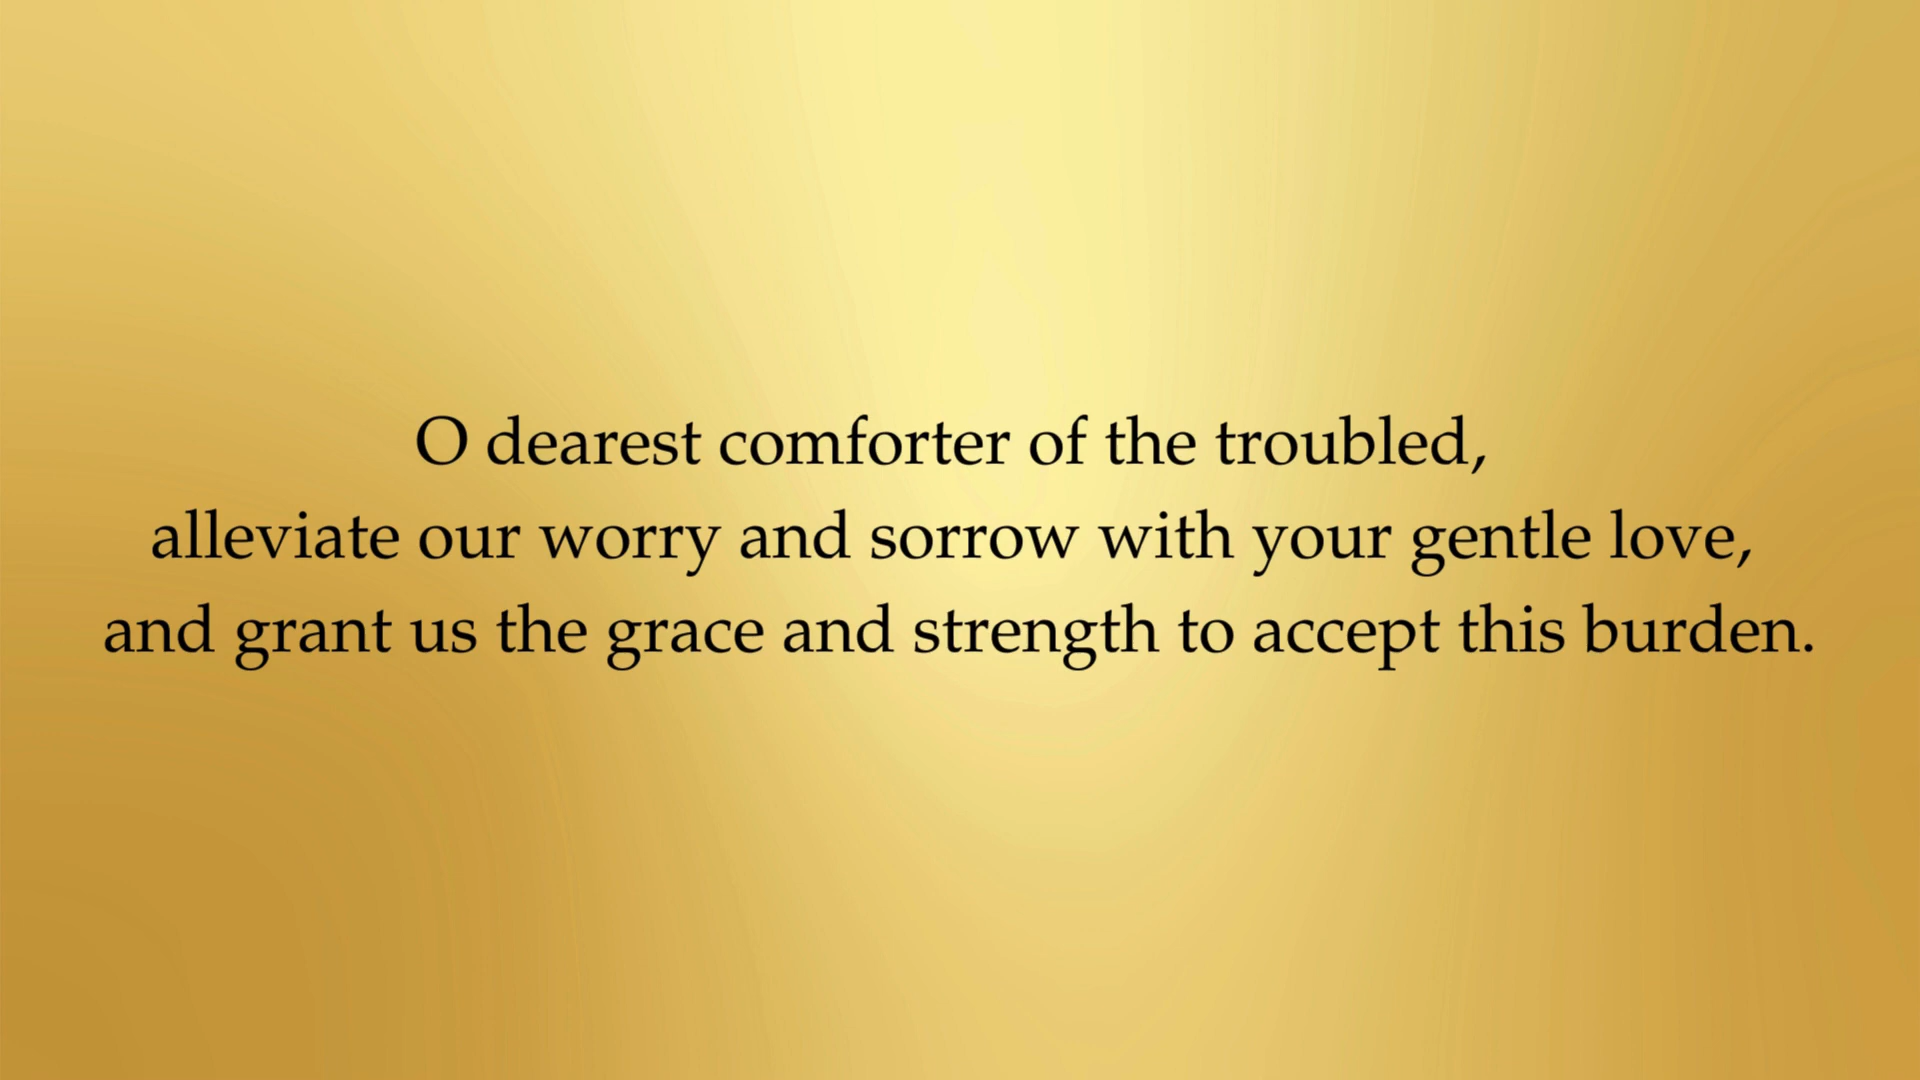 O dearest comforter of the troubled,
alleviate our worry and sorrow with your gentle love,
and grant us the grace and strength to accept this burden.